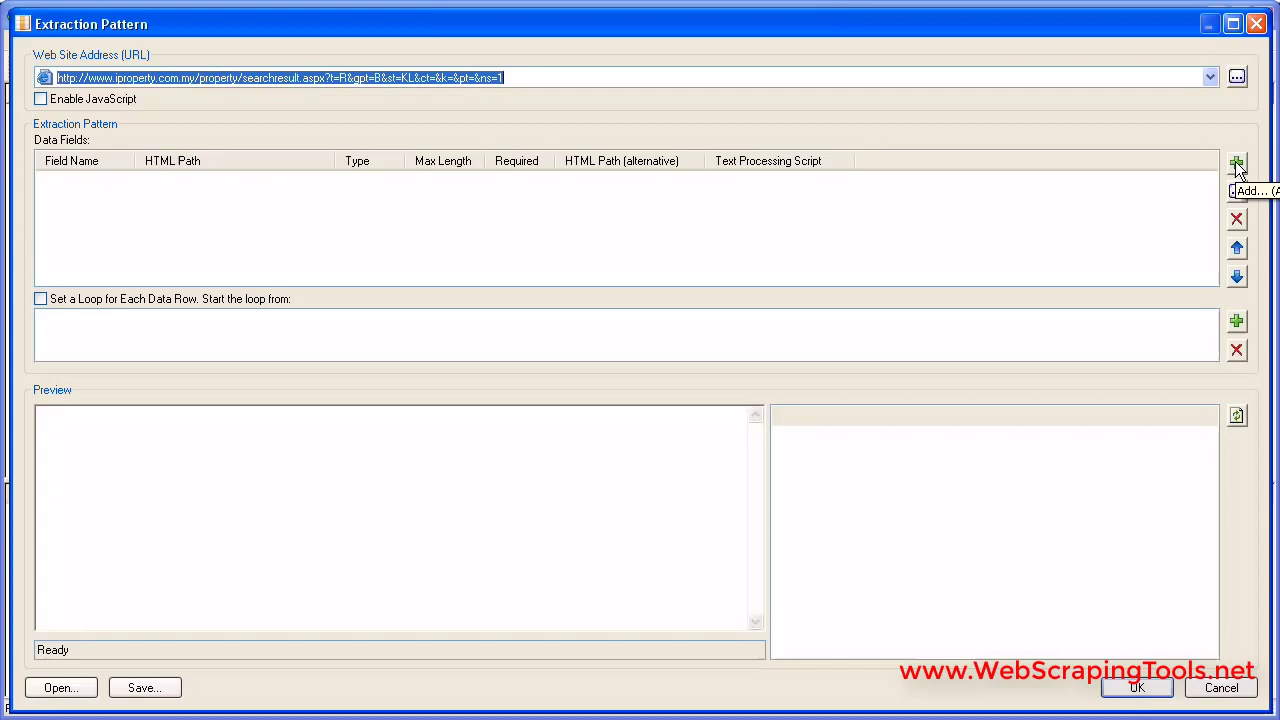 Extraction Pattern
Web Site Address (URL)
http://www.iproperty.com.my/property/searchresult.aspx?t=R&gpt=B&st=KL&ct=&k=&pt=&ns=1
Enable JavaScript
Extraction Pattern
Data Fields:
Field Name HTML Path Type Max Length Required HTML Path (alternative) Text Processing Script
Add... (A
Set a Loop for Each Data Row. Start the loop from:
Preview
Ready
www.WebScrapingTools.net
Open... Save... OK Cancel